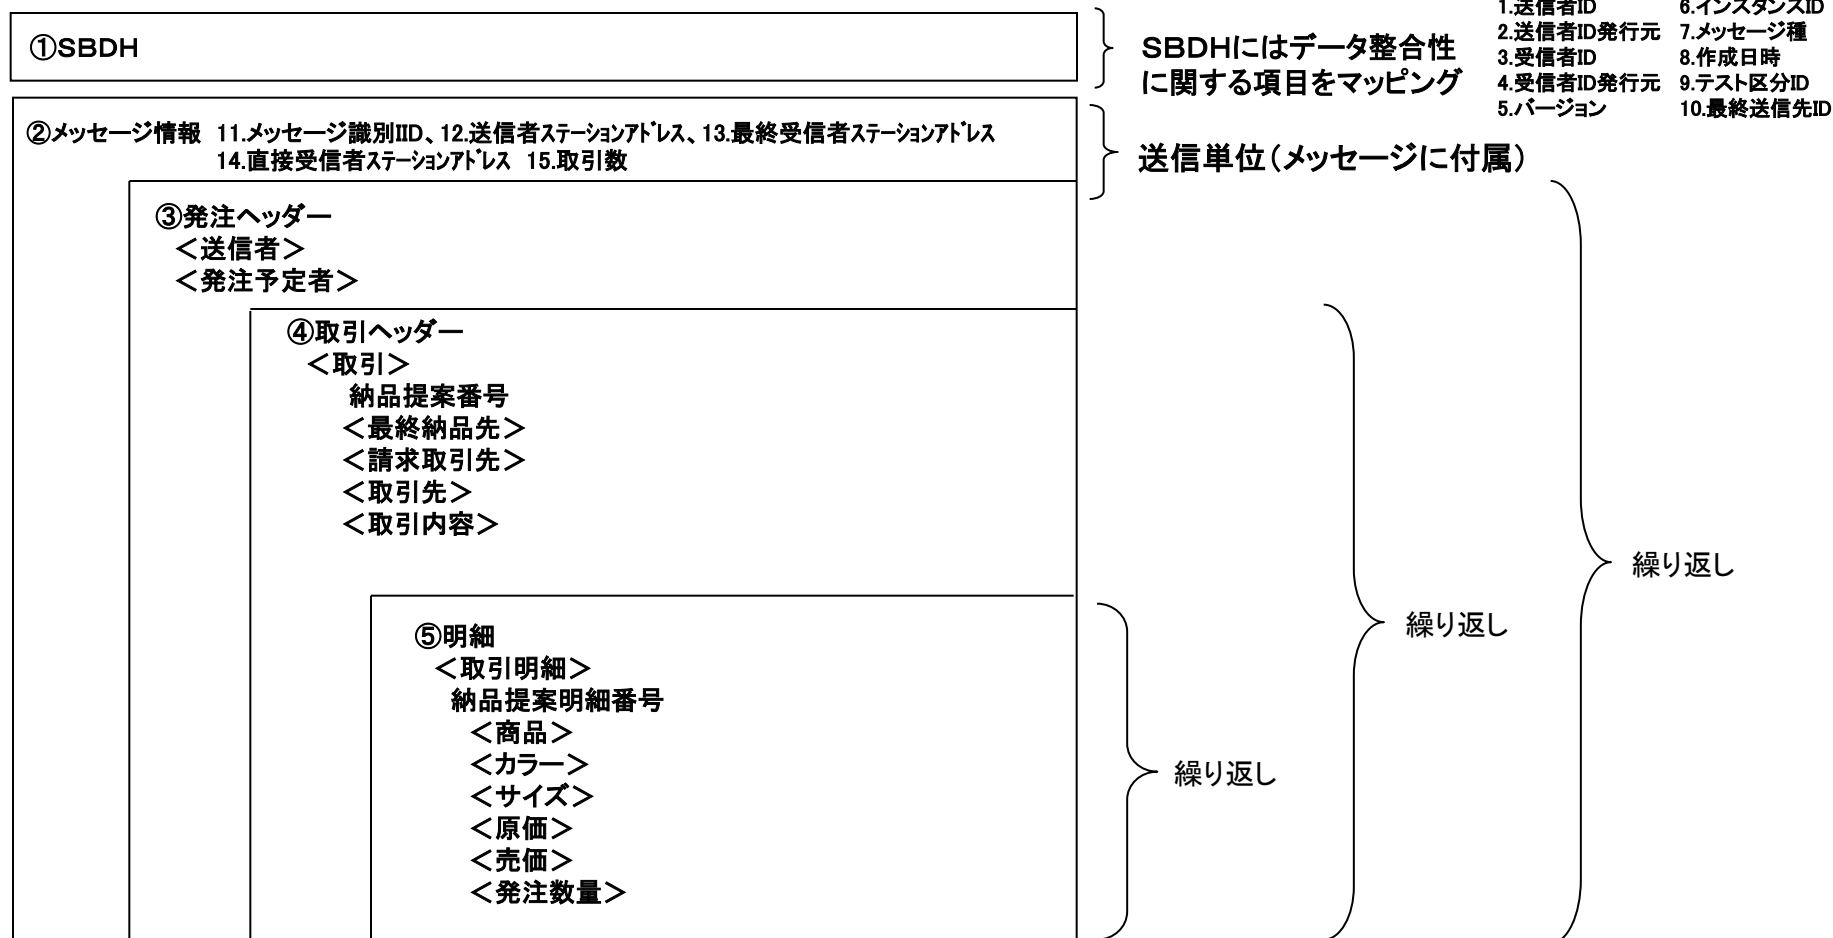 ①SBDH
SBDHにはデータ整合性
に関する項目をマッピング
1.送信者ID 6.インスタンスID
2.送信者ID発行元 7.メッセージ種
3.受信者ID 8.作成日時
4.受信者ID発行元 9.テスト区分ID
5.バージョン 10.最終送信先ID
②メッセージ情報 11.メッセージ識別IID、12.送信者ステーションアドレス、13.最終受信者ステーションアドレス
14.直接受信者ステーションアドレス 15.取引数
送信単位(メッセージに付属)
③発注ヘッダー
<送信者>
<発注予定者>
④取引ヘッダー
<取引>
納品提案番号
<最終納品先>
<請求取引先>
<取引先>
<取引内容>
繰り返し
繰り返し
⑤明細
<取引明細>
納品提案明細番号
<商品>
<カラー>
繰り返し
<サイズ>
<原価>
<売価>
<発注数量>